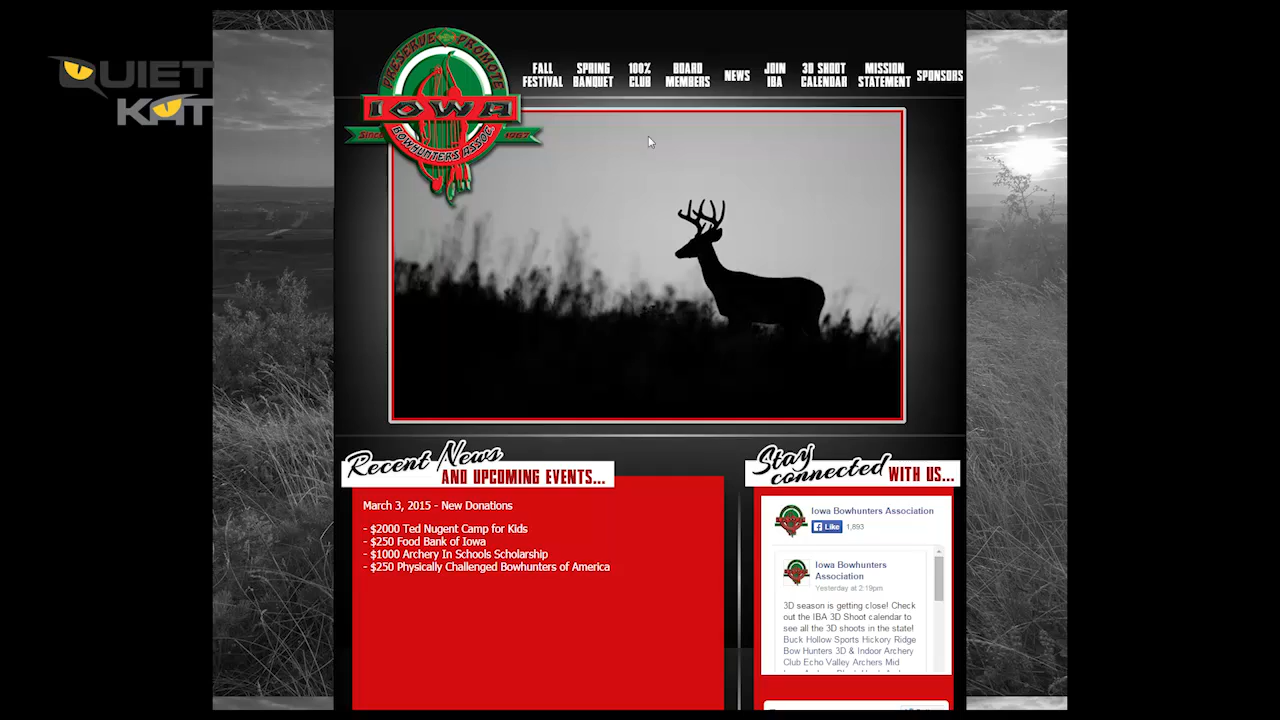 QUIET
KAT
PRESERVE PROMOTE
IOWA
Since 1967
BOWHUNTERS ASSOC.
FALL FESTIVAL
SPRING BANQUET
100% CLUB
BOARD MEMBERS
NEWS
JOIN IBA
3D SHOOT CALENDAR
MISSION STATEMENT
SPONSORS
Recent News
AND UPCOMING EVENTS...
March 3, 2015 - New Donations
- $2000 Ted Nugent Camp for Kids
- $250 Food Bank of Iowa
- $1000 Archery In Schools Scholarship
- $250 Physically Challenged Bowhunters of America
Stay
connected WITH US...
Iowa Bowhunters Association
Like 1,893
Iowa Bowhunters
Association
Yesterday at 2:19pm
3D season is getting close! Check
out the IBA 3D Shoot calendar to
see all the 3D shoots in the state!
Buck Hollow Sports Hickory Ridge
Bow Hunters 3D & Indoor Archery
Club Echo Valley Archers Mid